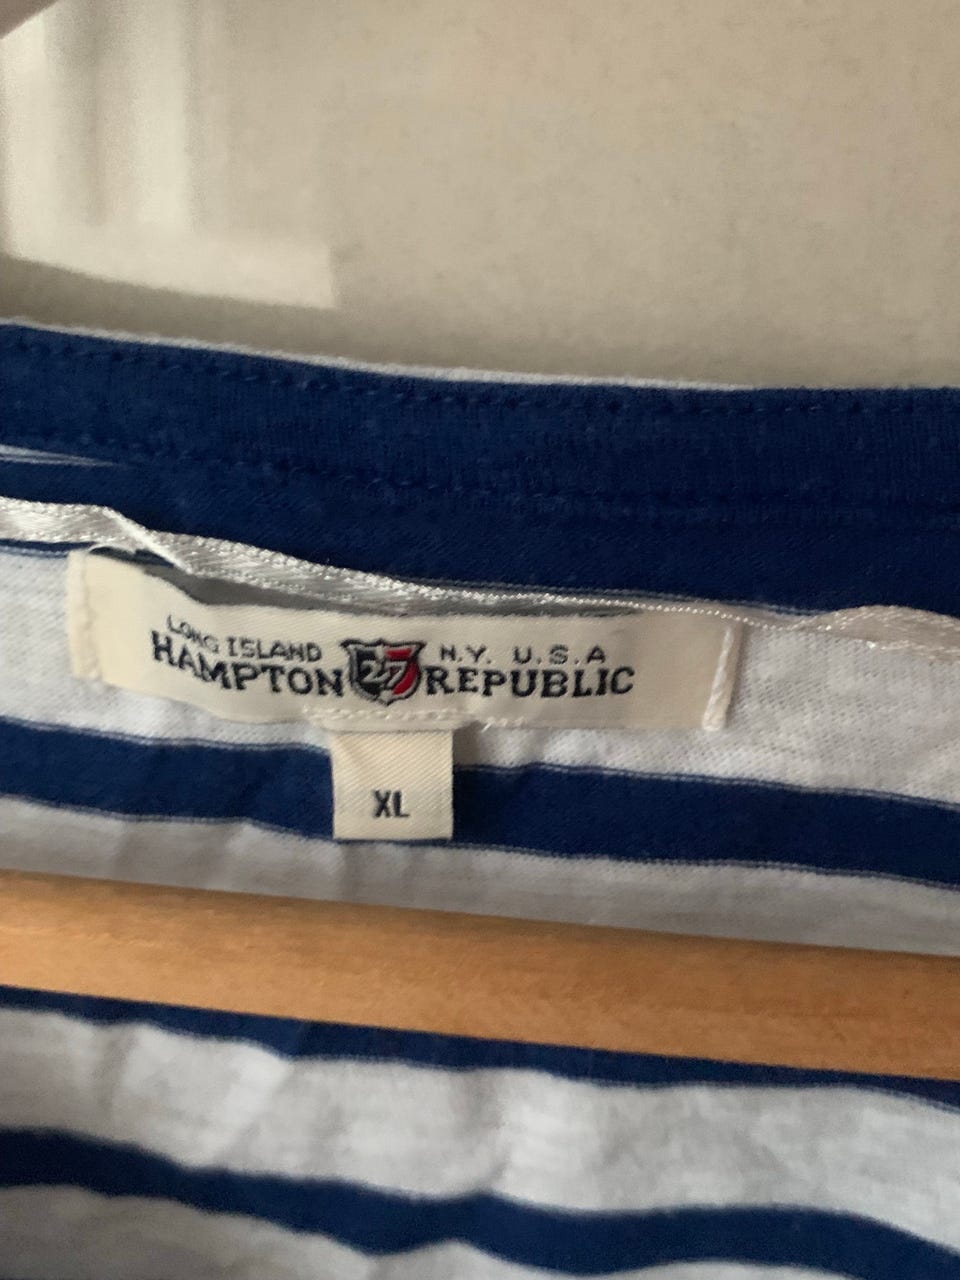 LONG ISLAND N.Y. U.S.A
HAMPTON 27 REPUBLIC
XL